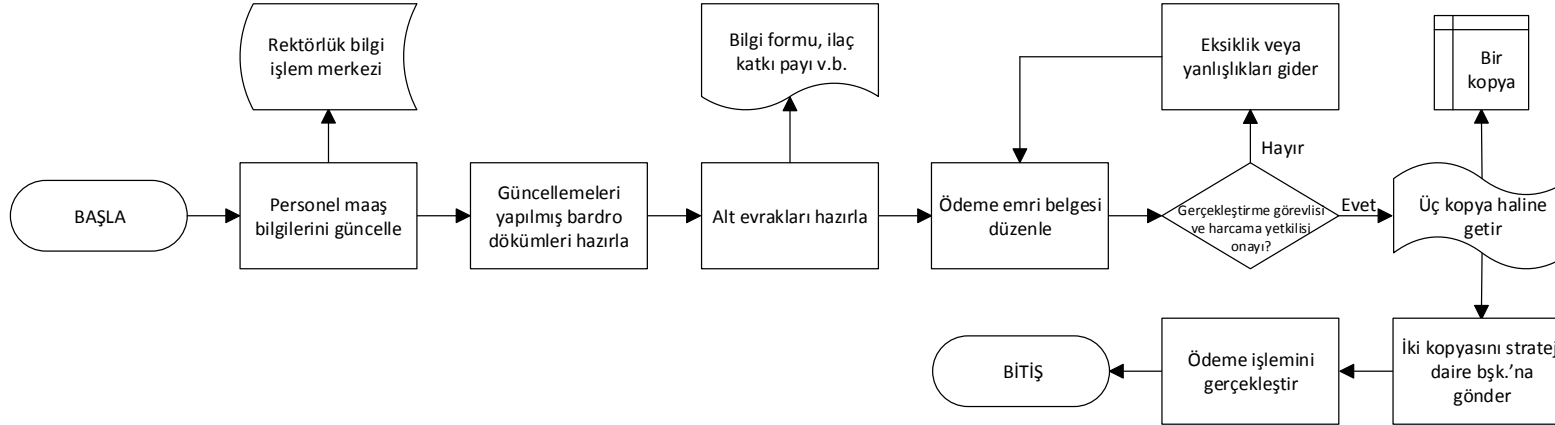 Rektörlük bilgi
işlem merkezi
Bilgi formu, ilaç
katkı payı v.b.
Eksiklik veya
yanlışlıkları gider
Bir
kopya
Hayır
BAŞLA
Personel maaş
bilgilerini güncelle
Güncellemeleri
yapılmış bardro
dökümleri hazırla
Alt evrakları hazırla
Ödeme emri belgesi
düzenle
Gerçekleştirme görevlisi
ve harcama yetkilisi
onayı?
Evet
Üç kopya haline
getir
BİTİŞ
Ödeme işlemini
gerçekleştir
İki kopyasını stratej
daire bşk.’na
gönder